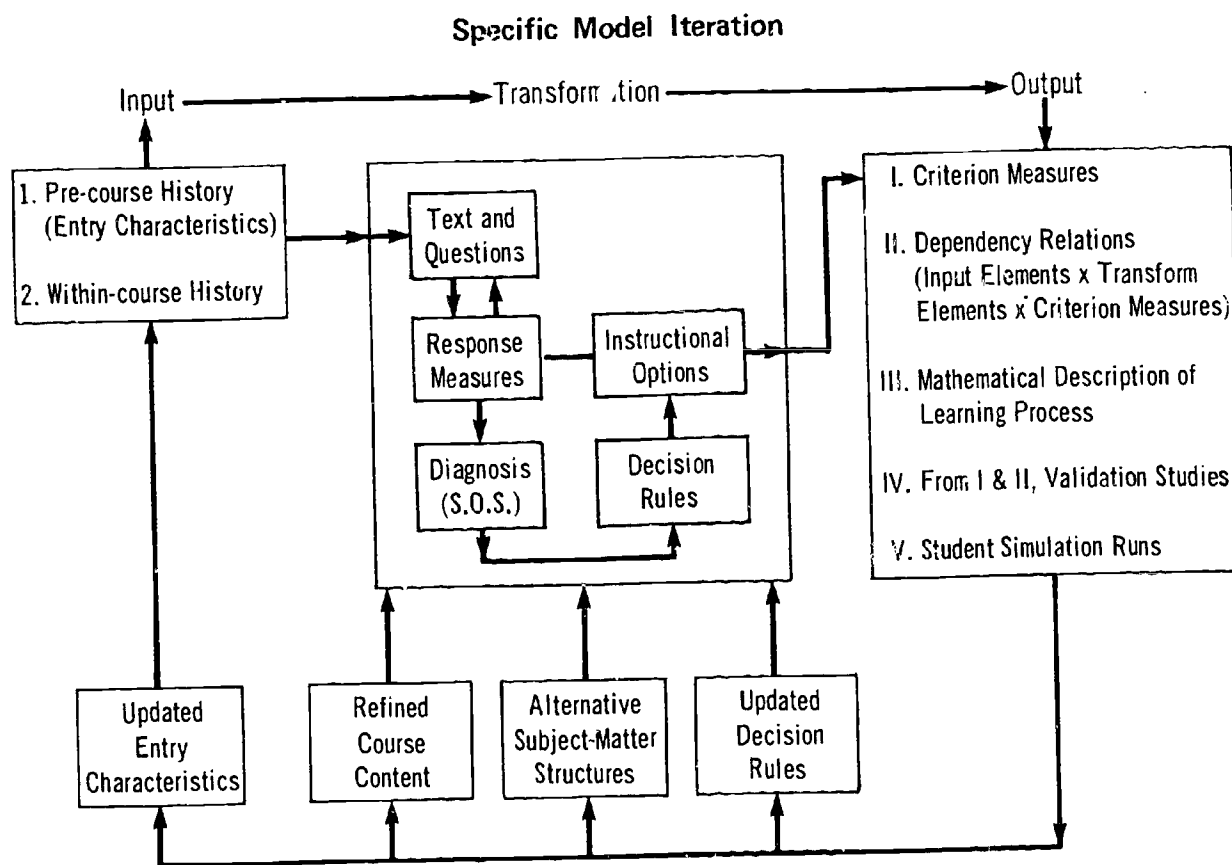 Specific Model Iteration
Input
Transformation
Output
1. Pre-course History
(Entry Characteristics)
2. Within-course History
Text and
Questions
Response
Measures
Diagnosis
(S.O.S.)
Instructional
Options
Decision
Rules
I. Criterion Measures
II. Dependency Relations
(Input Elements x Transform
Elements x Criterion Measures)
III. Mathematical Description of
Learning Process
IV. From I & II, Validation Studies
V. Student Simulation Runs
Updated
Entry
Characteristics
Refined
Course
Content
Alternative
Subject-Matter
Structures
Updated
Decision
Rules